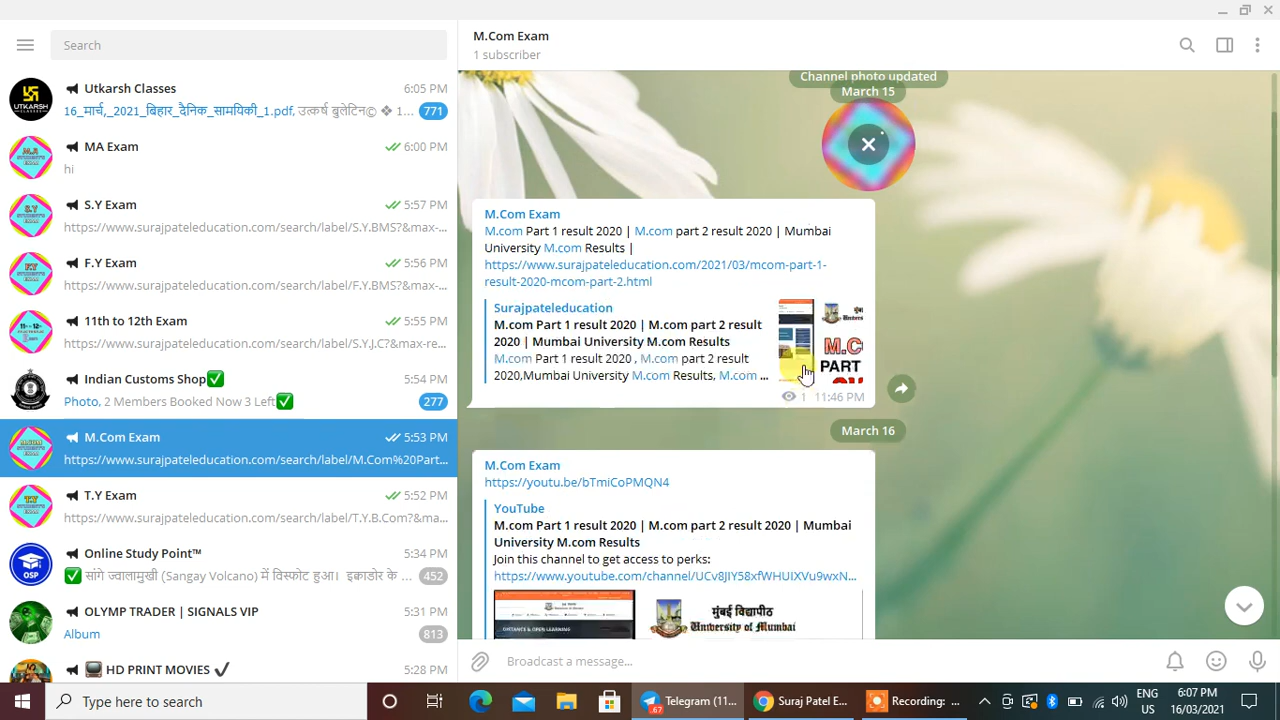 Search
Utkarsh Classes 6:05 PM
16_मार्च,_2021_बिहार_दैनिक_सामयिकी_1.pdf, उत्कर्ष बुलेटिन© ❖ 1... 771
MA Exam 6:00 PM
hi
S.Y Exam 5:57 PM
https://www.surajpateleducation.com/search/label/S.Y.BMS?&max-...
F.Y Exam 5:56 PM
https://www.surajpateleducation.com/search/label/F.Y.BMS?&max-...
11th to 12th Exam 5:55 PM
https://www.surajpateleducation.com/search/label/S.Y.J.C?&max-re...
Indian Customs Shop✅ 5:54 PM
Photo, 2 Members Booked Now 3 Left✅ 277
M.Com Exam 5:53 PM
https://www.surajpateleducation.com/search/label/M.Com%20Part...
T.Y Exam 5:52 PM
https://www.surajpateleducation.com/search/label/T.Y.B.Com?&ma...
Online Study Point™ 5:34 PM
✅ सांगे ज्वालामुखी (Sangay Volcano) में विस्फोट हुआ। इक्वाडोर के ... 452
OLYMP TRADER | SIGNALS VIP 5:31 PM
Album 813
HD PRINT MOVIES ✔ 5:28 PM
M.Com Exam
1 subscriber
Channel photo updated
March 15
M.Com Exam
M.com Part 1 result 2020 | M.com part 2 result 2020 | Mumbai
University M.com Results |
https://www.surajpateleducation.com/2021/03/mcom-part-1-
result-2020-mcom-part-2.html
Surajpateleducation
M.com Part 1 result 2020 | M.com part 2 result
2020 | Mumbai University M.com Results
M.com Part 1 result 2020 , M.com part 2 result
2020,Mumbai University M.com Results, M.com ...
M.C
PART
1 11:46 PM
March 16
M.Com Exam
https://youtu.be/bTmiCoPMQN4
YouTube
M.com Part 1 result 2020 | M.com part 2 result 2020 | Mumbai
University M.com Results
Join this channel to get access to perks:
https://www.youtube.com/channel/UCv8JIY58xfWHUIXVu9wxN...
मुंबई विद्यापीठ
University of Mumbai
DISTANCE & OPEN LEARNING
Broadcast a message...
Type here to search
Telegram (11...
.67
Suraj Patel E...
Recording: ...
ENG
US
6:07 PM
16/03/2021